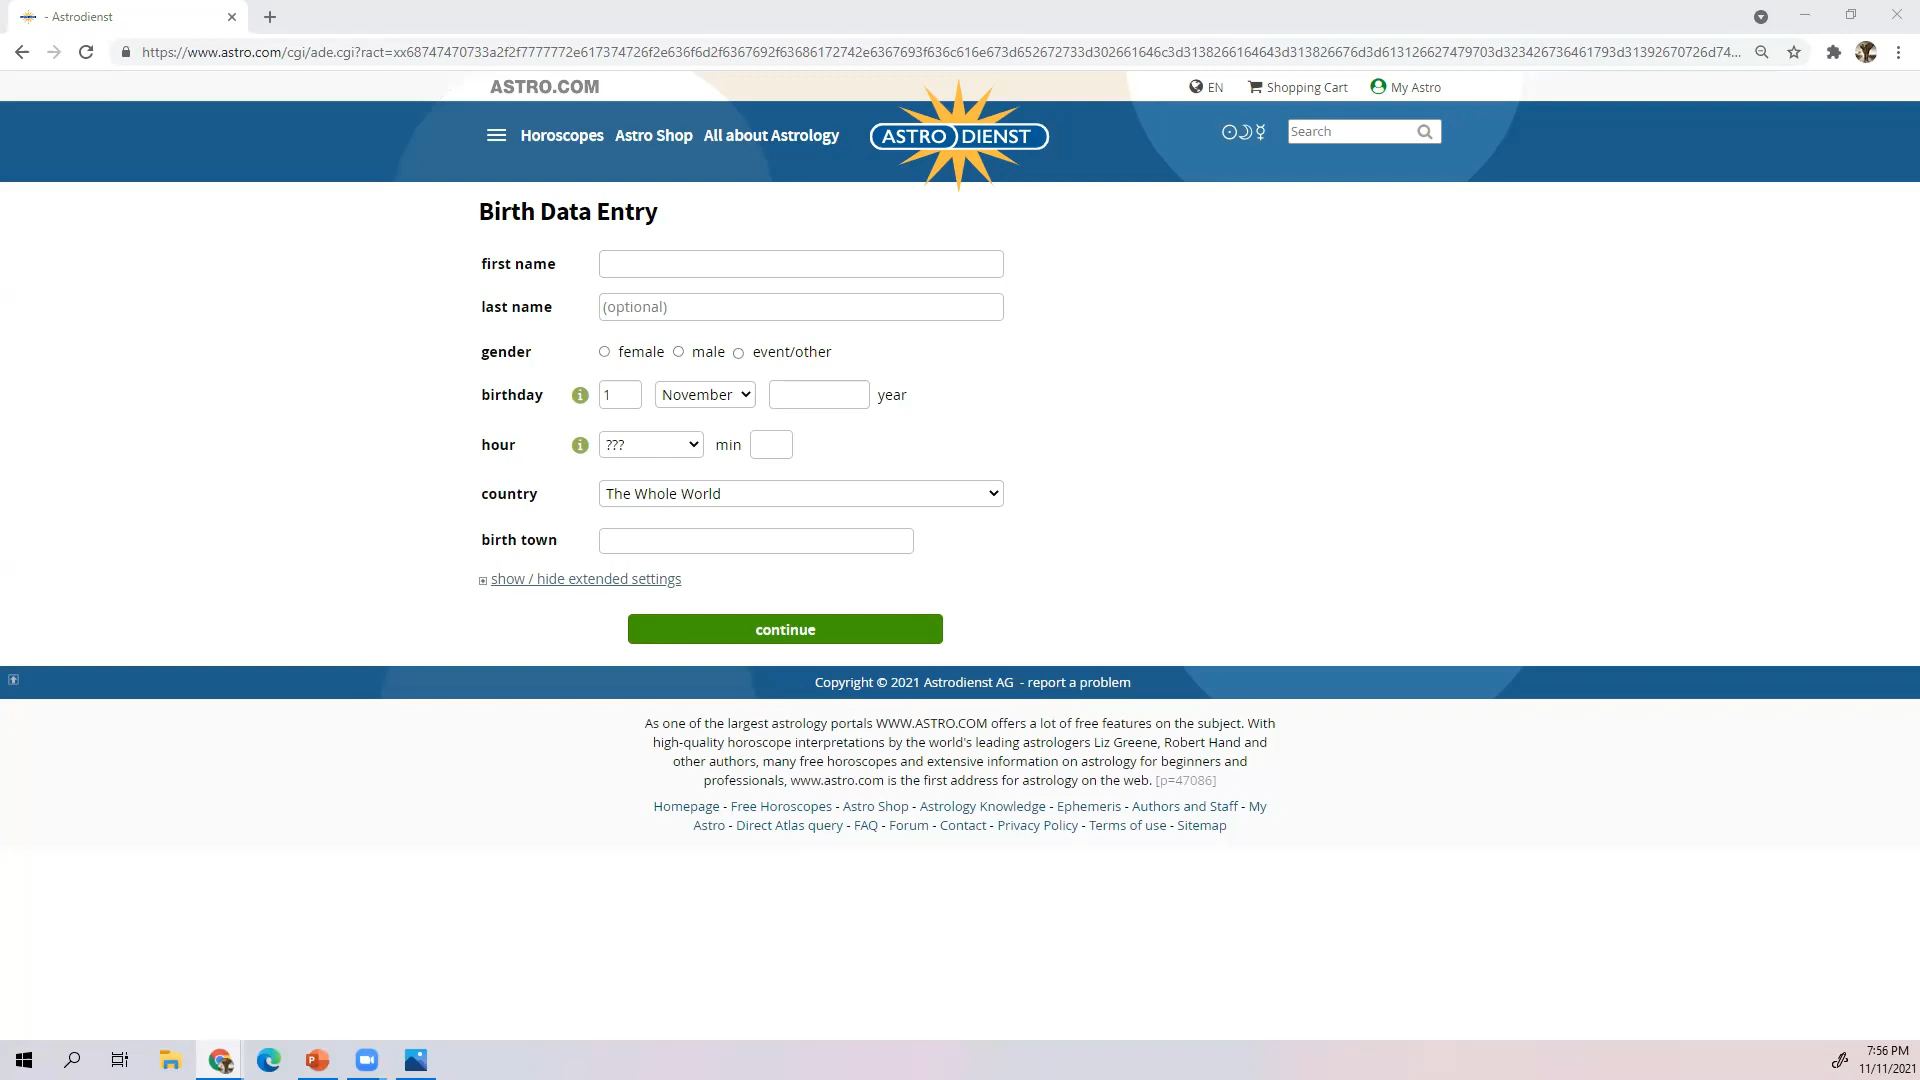 - Astrodienst
https://www.astro.com/cgi/ade.cgi?ract=xx68747470733a2f2f7777772e617374726f2e636f6d2f6367692f63686172742e6367693f636c616e673d652672733d302661646c3d3138266164643d313826676d3d613126627479703d323426736461793d31392670726d74...
ASTRO.COM
EN Shopping Cart My Astro
Horoscopes Astro Shop All about Astrology
ASTRO DIENST
Search
Birth Data Entry
first name
last name (optional)
gender female male event/other
birthday 1 November year
hour ??? min
country The Whole World
birth town
show / hide extended settings
continue
Copyright © 2021 Astrodienst AG - report a problem
As one of the largest astrology portals WWW.ASTRO.COM offers a lot of free features on the subject. With
high-quality horoscope interpretations by the world's leading astrologers Liz Greene, Robert Hand and
other authors, many free horoscopes and extensive information on astrology for beginners and
professionals, www.astro.com is the first address for astrology on the web. [p=47086]
Homepage - Free Horoscopes - Astro Shop - Astrology Knowledge - Ephemeris - Authors and Staff - My
Astro - Direct Atlas query - FAQ - Forum - Contact - Privacy Policy - Terms of use - Sitemap
7:56 PM
11/11/2021